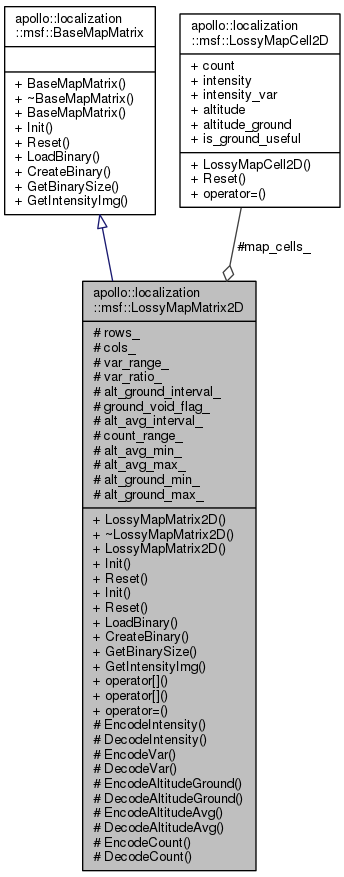 apollo::localization
::msf::BaseMapMatrix
+ BaseMapMatrix()
+ ~BaseMapMatrix()
+ BaseMapMatrix()
+ Init()
+ Reset()
+ LoadBinary()
+ CreateBinary()
+ GetBinarySize()
+ GetIntensityImg()
apollo::localization
::msf::LossyMapCell2D
+ count
+ intensity
+ intensity_var
+ altitude
+ altitude_ground
+ is_ground_useful
+ LossyMapCell2D()
+ Reset()
+ operator=()
#map_cells_
apollo::localization
::msf::LossyMapMatrix2D
# rows_
# cols_
# var_range_
# var_ratio_
# alt_ground_interval_
# ground_void_flag_
# alt_avg_interval_
# count_range_
# alt_avg_min_
# alt_avg_max_
# alt_ground_min_
# alt_ground_max_
+ LossyMapMatrix2D()
+ ~LossyMapMatrix2D()
+ LossyMapMatrix2D()
+ Init()
+ Reset()
+ Init()
+ Reset()
+ LoadBinary()
+ CreateBinary()
+ GetBinarySize()
+ GetIntensityImg()
+ operator[]()
+ operator[]()
+ operator=()
# EncodeIntensity()
# DecodeIntensity()
# EncodeVar()
# DecodeVar()
# EncodeAltitudeGround()
# DecodeAltitudeGround()
# EncodeAltitudeAvg()
# DecodeAltitudeAvg()
# EncodeCount()
# DecodeCount()